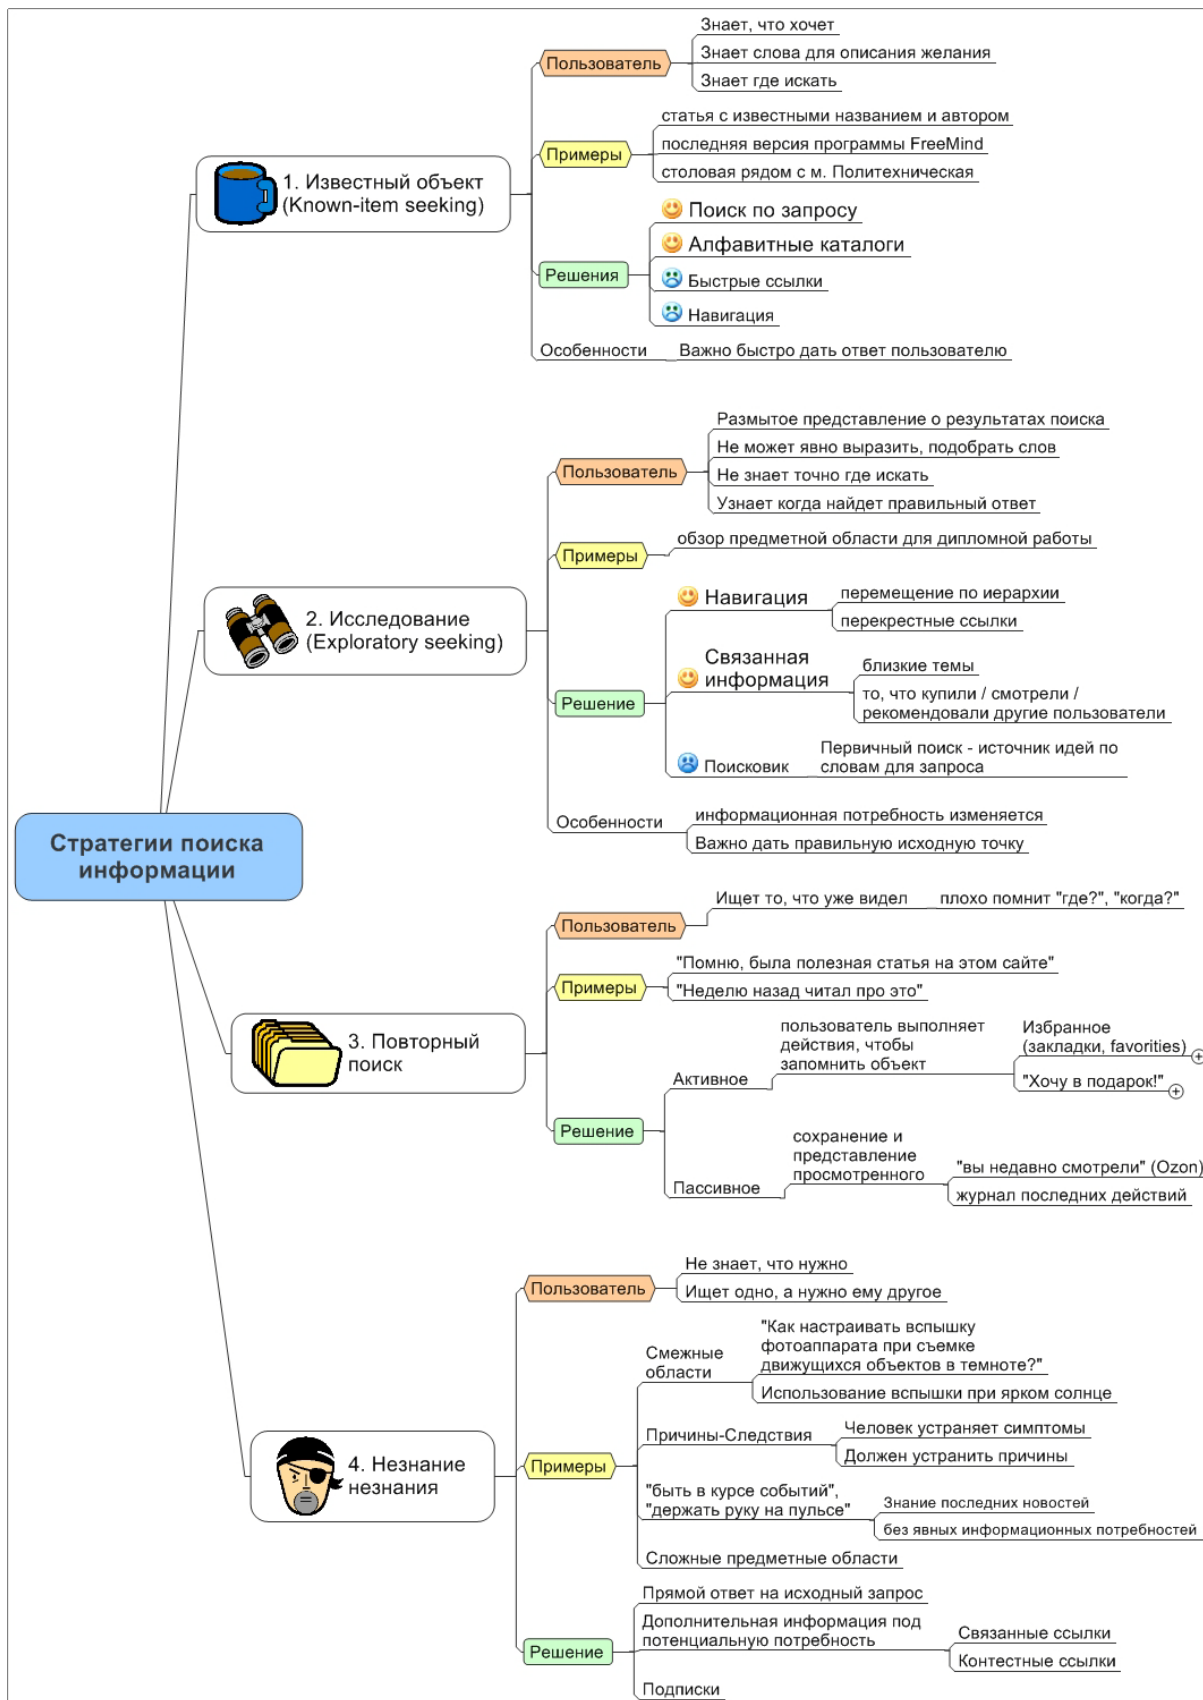 Стратегии поиска
информации
1. Известный объект
(Known-item seeking)
Пользователь
Знает, что хочет
Знает слова для описания желания
Знает где искать
Примеры
статья с известными названием и автором
последняя версия программы FreeMind
столовая рядом с м. Политехническая
Решения
Поиск по запросу
Алфавитные каталоги
Быстрые ссылки
Навигация
Особенности
Важно быстро дать ответ пользователю
2. Исследование
(Exploratory seeking)
Пользователь
Размытое представление о результатах поиска
Не может явно выразить, подобрать слов
Не знает точно где искать
Узнает когда найдет правильный ответ
Примеры
обзор предметной области для дипломной работы
Решение
Навигация
перемещение по иерархии
перекрестные ссылки
Связанная
информация
близкие темы
то, что купили / смотрели /
рекомендовали другие пользователи
Поисковик
Первичный поиск - источник идей по
словам для запроса
Особенности
информационная потребность изменяется
Важно дать правильную исходную точку
3. Повторный
поиск
Пользователь
Ищет то, что уже видел
плохо помнит "где?", "когда?"
Примеры
"Помню, была полезная статья на этом сайте"
"Неделю назад читал про это"
Решение
Активное
пользователь выполняет
действия, чтобы
запомнить объект
Избранное
(закладки, favorities)
"Хочу в подарок!"
Пассивное
сохранение и
представление
просмотренного
"вы недавно смотрели" (Ozon)
журнал последних действий
4. Незнание
незнания
Пользователь
Не знает, что нужно
Ищет одно, а нужно ему другое
Примеры
Смежные
области
"Как настраивать вспышку
фотоаппарата при съемке
движущихся объектов в темноте?"
Использование вспышки при ярком солнце
Причины-Следствия
Человек устраняет симптомы
Должен устранить причины
"быть в курсе событий",
"держать руку на пульсе"
Знание последних новостей
без явных информационных потребностей
Сложные предметные области
Решение
Прямой ответ на исходный запрос
Дополнительная информация под
потенциальную потребность
Связанные ссылки
Контестные ссылки
Подписки